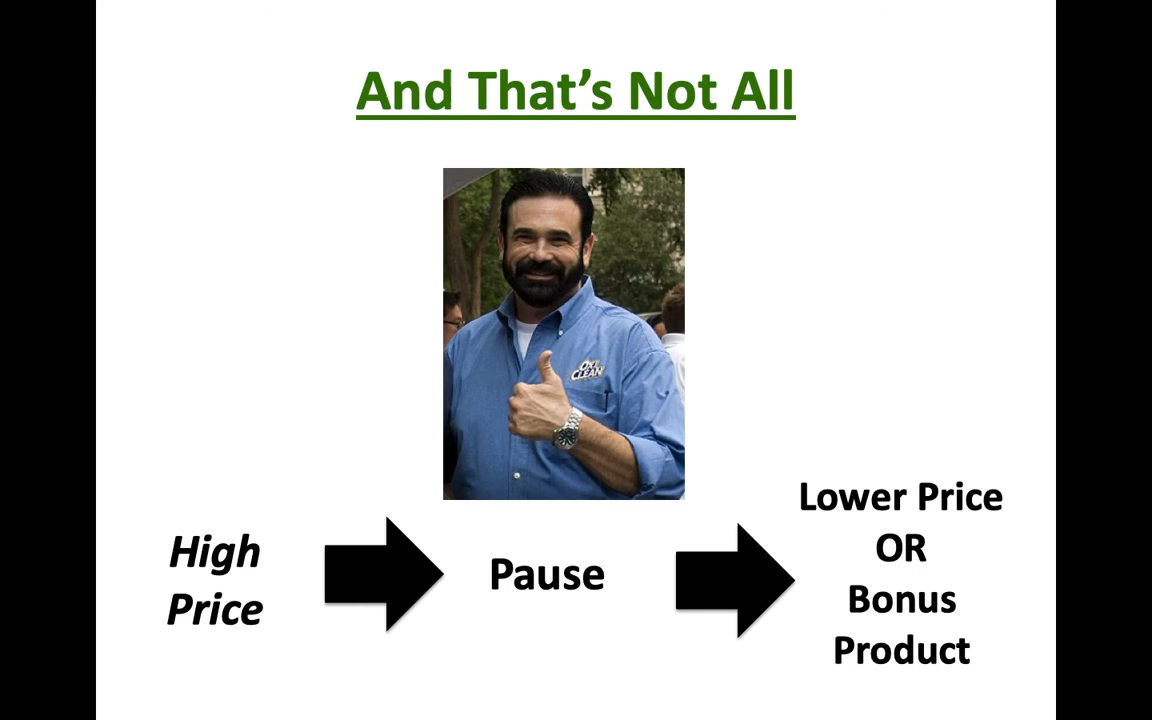 And That's Not All
OXI
CLEAN
High
Price
Pause
Lower Price
OR
Bonus
Product